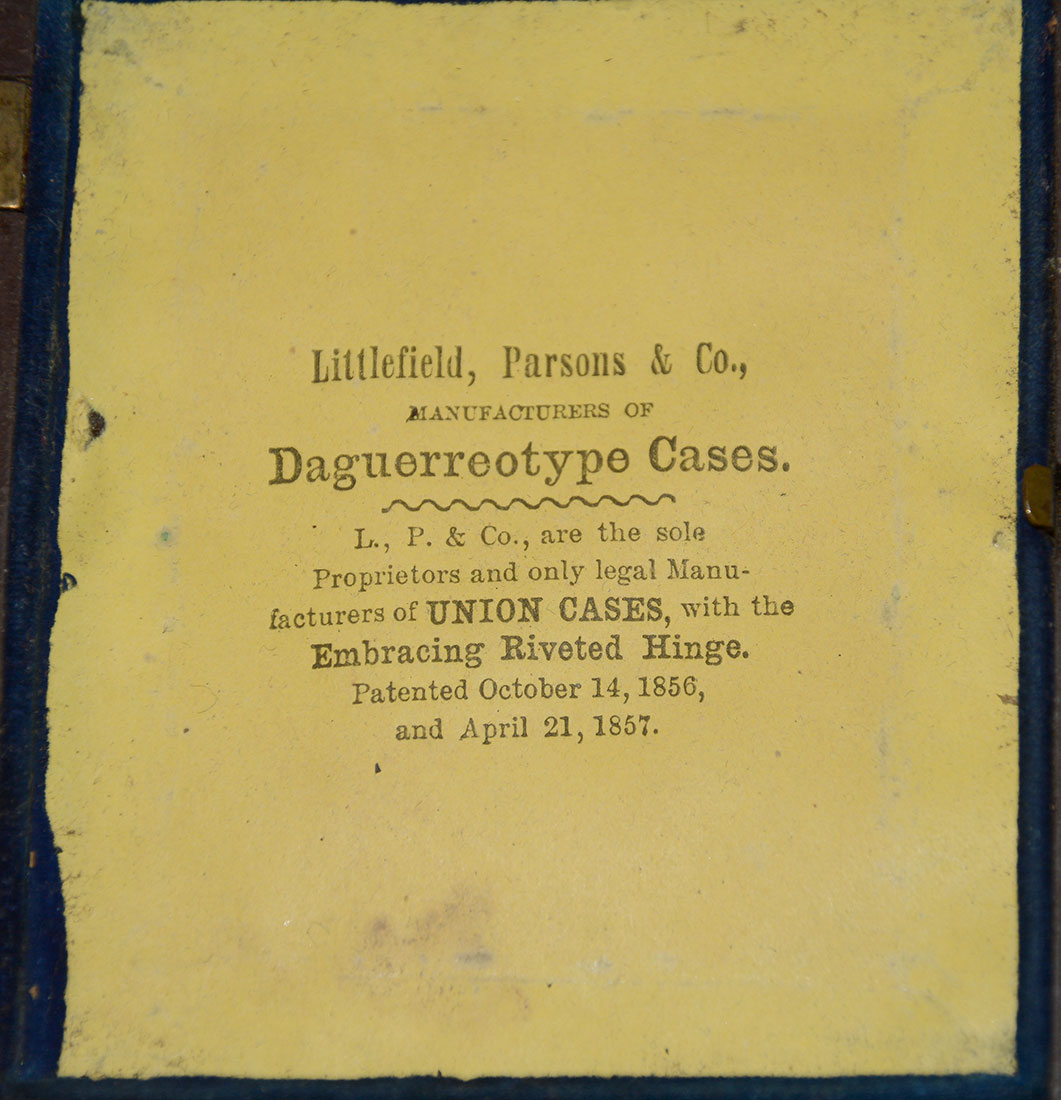 Littlefield, Parsons & Co.,
MANUFACTURERS OF
Daguerreotype Cases.
L., P. & Co., are the sole
Proprietors and only legal Manu-
facturers of UNION CASES, with the
Embracing Riveted Hinge.
Patented October 14, 1856,
and April 21, 1857.